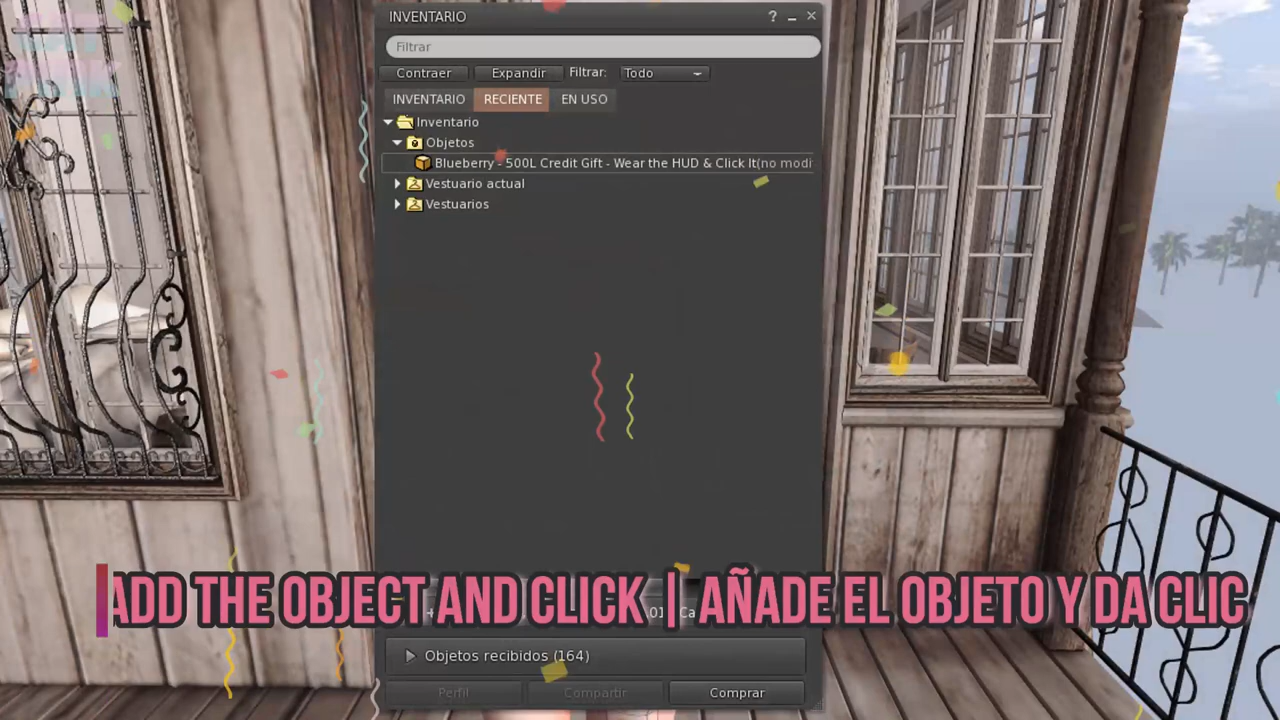 INVENTARIO ? _ ×
Filtrar
Contraer Expandir Filtrar: Todo
INVENTARIO RECIENTE EN USO
Inventario
Objetos
Blueberry - 500L Credit Gift - Wear the HUD & Click It(no modi
Vestuario actual
Vestuarios
ADD THE OBJECT AND CLICK | AÑADE EL OBJETO Y DA CLIC
Objetos recibidos (164)
Perfil Compartir Comprar